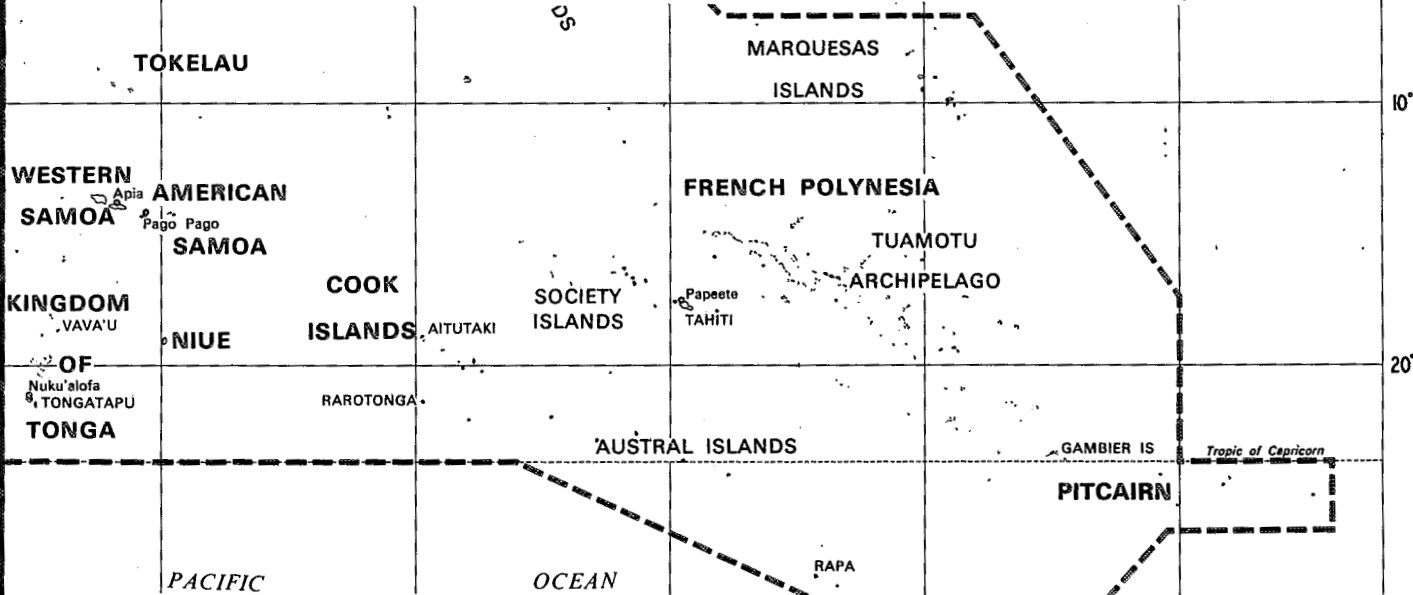 DS
TOKELAU
MARQUESAS
ISLANDS
10°
WESTERN
SAMOA
Apia
AMERICAN
SAMOA
Pago Pago
FRENCH POLYNESIA
TUAMOTU
ARCHIPELAGO
COOK
ISLANDS
AITUTAKI
SOCIETY
ISLANDS
Papeete
TAHITI
KINGDOM
VAVA'U
OF
Nuku'alofa
TONGATAPU
TONGA
NIUE
20°
RAROTONGA
AUSTRAL ISLANDS
GAMBIER IS
Tropic of Capricorn
PITCAIRN
RAPA
PACIFIC OCEAN